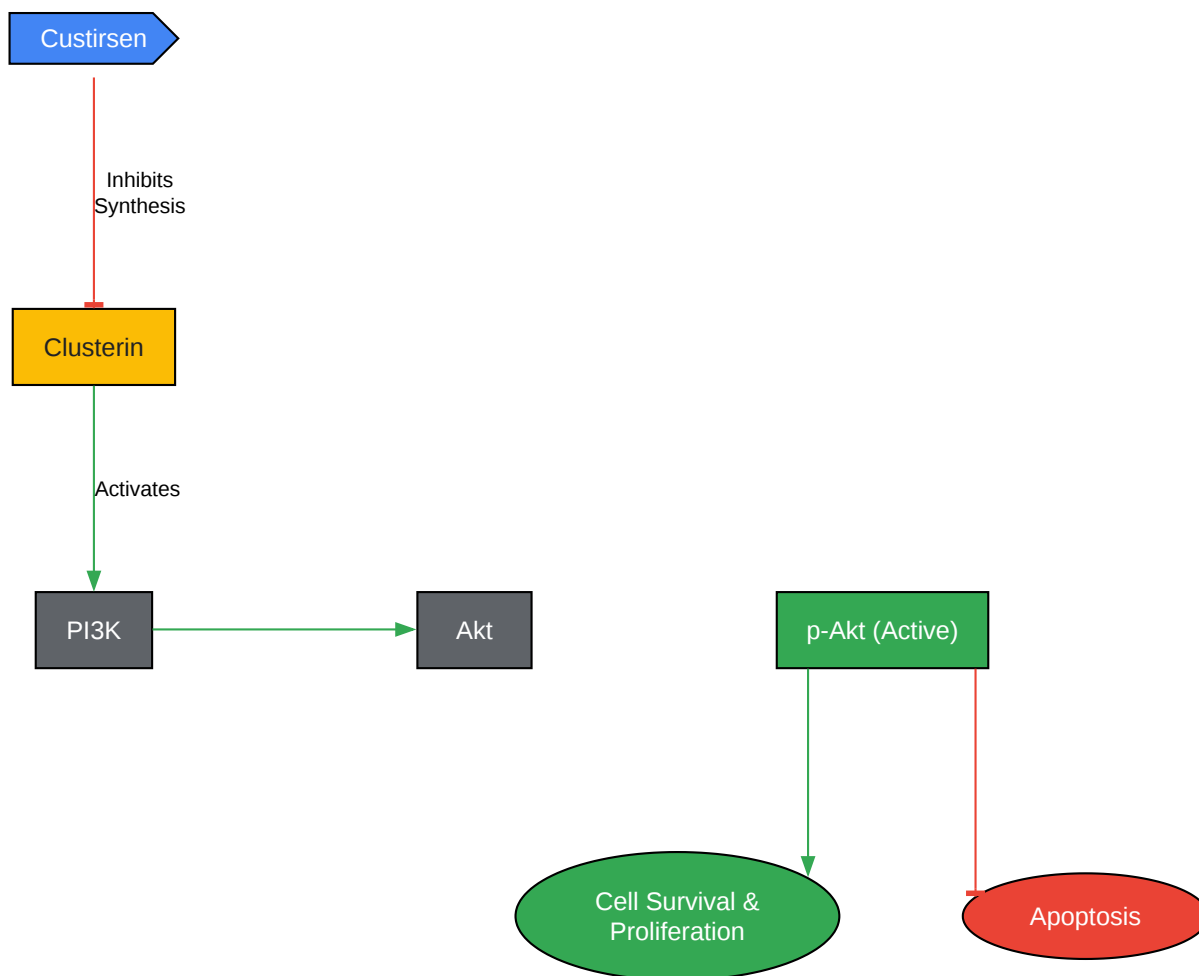 Custirsen
Inhibits
Synthesis
Clusterin
Activates
PI3K
Akt
p-Akt (Active)
Cell Survival &
Proliferation
Apoptosis